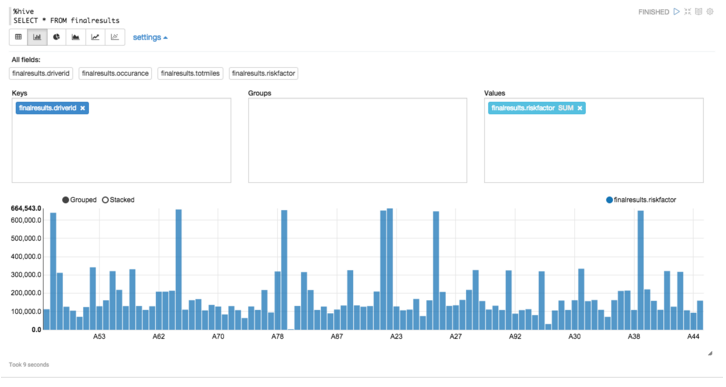 %hive
FINISHED
SELECT * FROM finalresults
settings
All fields:
finalresults.driverid finalresults.occurance finalresults.totmiles finalresults.riskfactor
Keys Groups Values
finalresults.driverid × finalresults.riskfactor SUM ×
Grouped Stacked finalresults.riskfactor
664,543.0
600,000.0
500,000.0
400,000.0
300,000.0
200,000.0
100,000.0
0.0
A53 A62 A70 A78 A87 A23 A27 A92 A30 A38 A44
Took 9 seconds